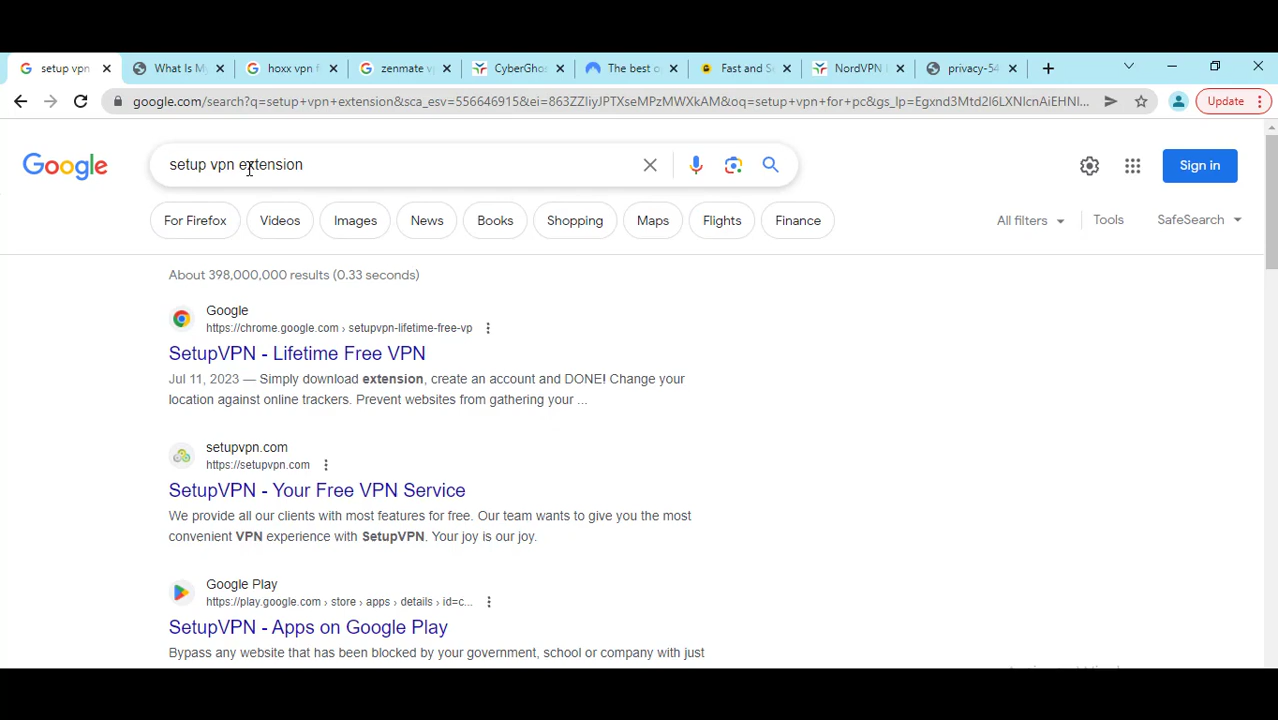 setup vpn
What Is My
hoxx vpn f
zenmate v
CyberGhos
The best o
Fast and S
NordVPN
privacy-54
google.com/search?q=setup+vpn+extension&sca_esv=556646915&ei=863ZZIiyJPTXseMPzMWXkAM&oq=setup+vpn+for+pc&gs_lp=Egxnd3Mtd2l6LXNlcnAiEHNl...
Update
Google
setup vpn extension
Sign in
For Firefox
Videos
Images
News
Books
Shopping
Maps
Flights
Finance
All filters
Tools
SafeSearch
About 398,000,000 results (0.33 seconds)
Google
https://chrome.google.com › setupvpn-lifetime-free-vp
SetupVPN - Lifetime Free VPN
Jul 11, 2023 — Simply download extension, create an account and DONE! Change your
location against online trackers. Prevent websites from gathering your ...
setupvpn.com
https://setupvpn.com
SetupVPN - Your Free VPN Service
We provide all our clients with most features for free. Our team wants to give you the most
convenient VPN experience with SetupVPN. Your joy is our joy.
Google Play
https://play.google.com › store › apps › details › id=c...
SetupVPN - Apps on Google Play
Bypass any website that has been blocked by your government, school or company with just